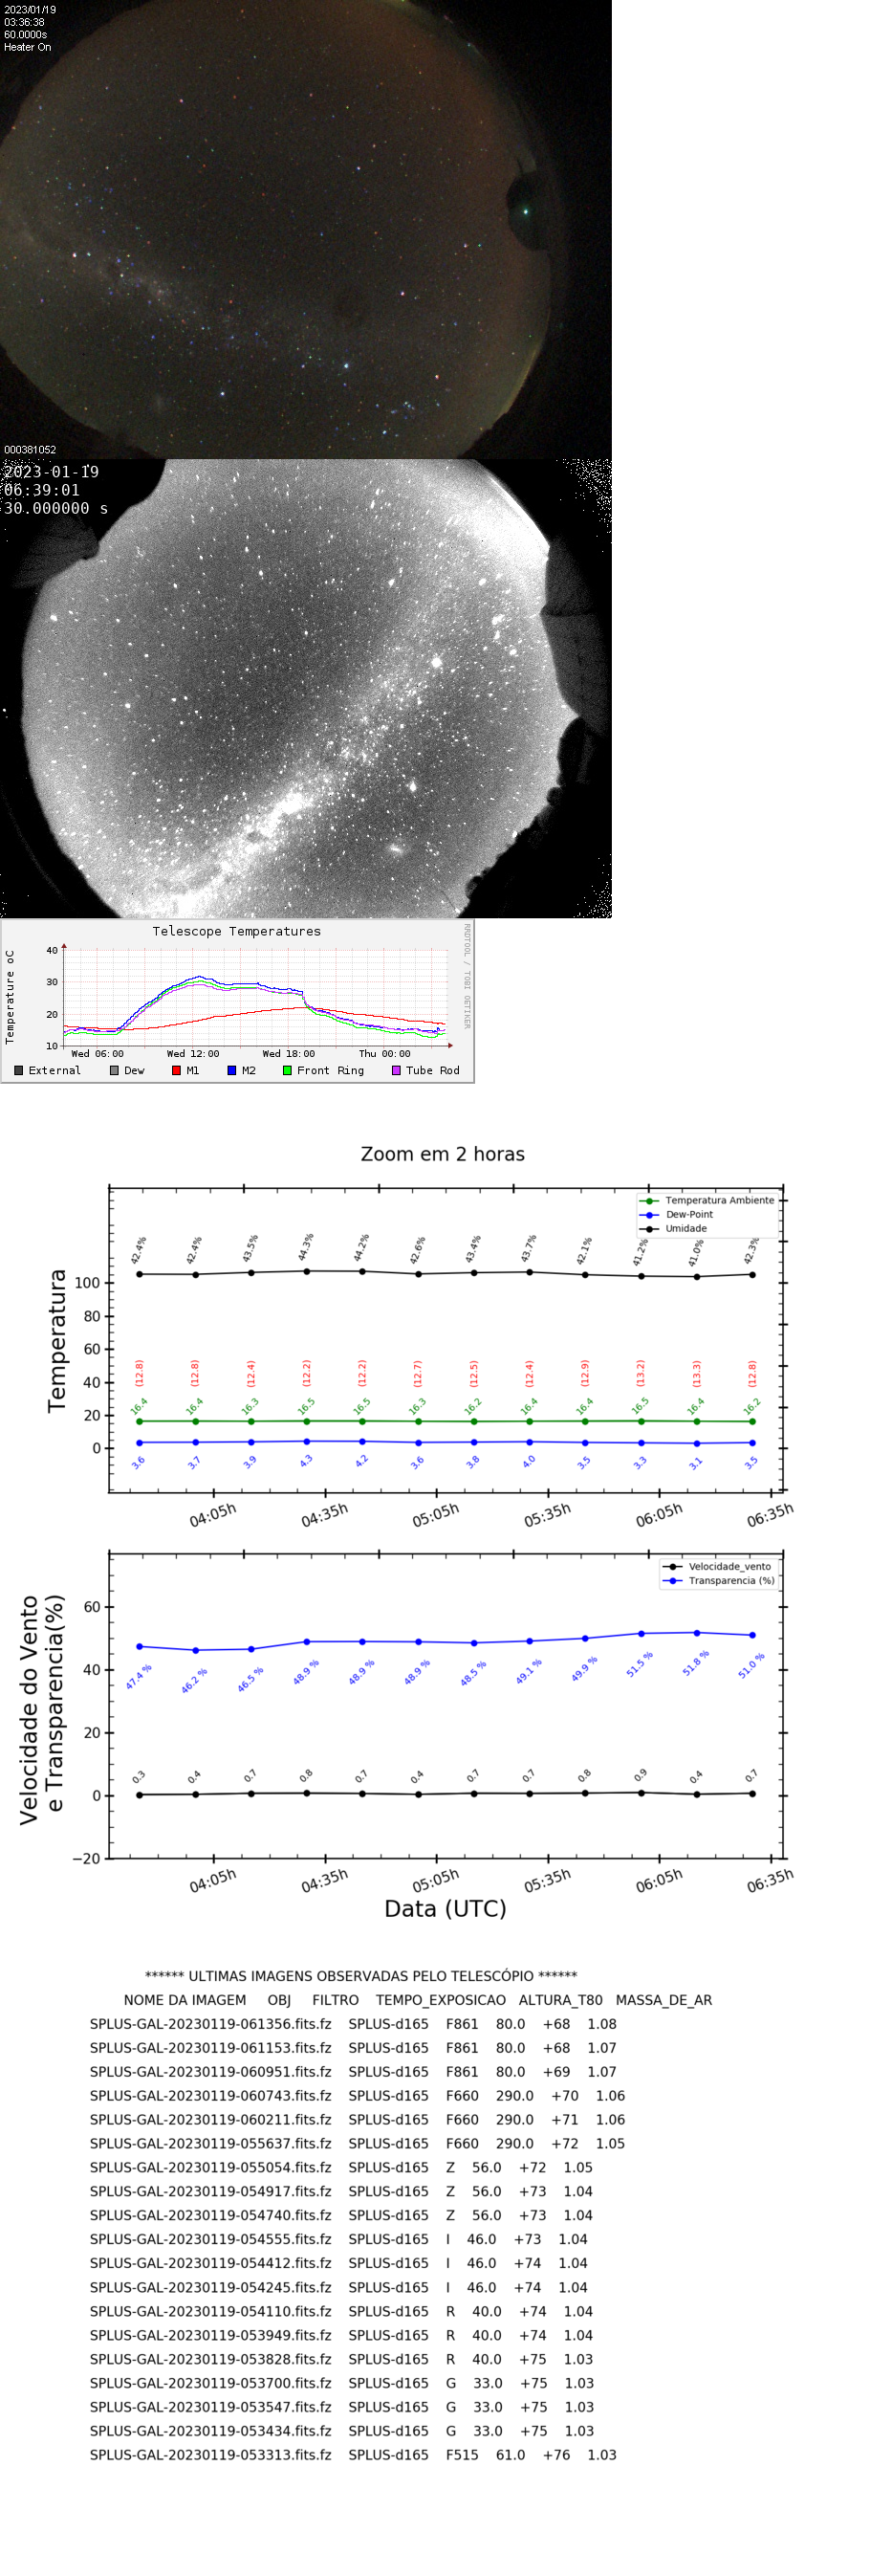 2023/01/19
03:36:38
60.0000s
Heater On
000381052
2023-01-19
06:39:01
30.000000 s
Telescope Temperatures
RRDTOOL / TOBI OETIKER
Temperature oC
40
30
20
10
Wed 06:00 Wed 12:00 Wed 18:00 Thu 00:00
External Dew M1 M2 Front Ring Tube Rod
Zoom em 2 horas
Temperatura Ambiente
Dew-Point
Umidade
Temperatura
42.4% 42.4% 43.5% 44.3% 44.2% 42.6% 43.4% 43.7% 42.1% 41.2% 41.0% 42.3%
100
80
60
40
20
0
(12.8) (12.8) (12.4) (12.2) (12.2) (12.7) (12.5) (12.4) (12.9) (13.2) (13.3) (12.8)
16.4 16.4 16.3 16.5 16.5 16.3 16.2 16.4 16.4 16.5 16.4 16.2
3.6 3.7 3.9 4.3 4.2 3.6 3.8 4.0 3.5 3.3 3.1 3.5
04:05h 04:35h 05:05h 05:35h 06:05h 06:35h
Velocidade_vento
Transparencia (%)
Velocidade do Vento
e Transparencia(%)
60
40
20
0
−20
47.4 % 46.2 % 46.5 % 48.9 % 48.9 % 48.9 % 48.5 % 49.1 % 49.9 % 51.5 % 51.8 % 51.0 %
0.3 0.4 0.7 0.8 0.7 0.4 0.7 0.7 0.8 0.9 0.4 0.7
04:05h 04:35h 05:05h 05:35h 06:05h 06:35h
Data (UTC)
****** ULTIMAS IMAGENS OBSERVADAS PELO TELESCÓPIO ******
NOME DA IMAGEM OBJ FILTRO TEMPO_EXPOSICAO ALTURA_T80 MASSA_DE_AR
SPLUS-GAL-20230119-061356.fits.fz SPLUS-d165 F861 80.0 +68 1.08
SPLUS-GAL-20230119-061153.fits.fz SPLUS-d165 F861 80.0 +68 1.07
SPLUS-GAL-20230119-060951.fits.fz SPLUS-d165 F861 80.0 +69 1.07
SPLUS-GAL-20230119-060743.fits.fz SPLUS-d165 F660 290.0 +70 1.06
SPLUS-GAL-20230119-060211.fits.fz SPLUS-d165 F660 290.0 +71 1.06
SPLUS-GAL-20230119-055637.fits.fz SPLUS-d165 F660 290.0 +72 1.05
SPLUS-GAL-20230119-055054.fits.fz SPLUS-d165 Z 56.0 +72 1.05
SPLUS-GAL-20230119-054917.fits.fz SPLUS-d165 Z 56.0 +73 1.04
SPLUS-GAL-20230119-054740.fits.fz SPLUS-d165 Z 56.0 +73 1.04
SPLUS-GAL-20230119-054555.fits.fz SPLUS-d165 I 46.0 +73 1.04
SPLUS-GAL-20230119-054412.fits.fz SPLUS-d165 I 46.0 +74 1.04
SPLUS-GAL-20230119-054245.fits.fz SPLUS-d165 I 46.0 +74 1.04
SPLUS-GAL-20230119-054110.fits.fz SPLUS-d165 R 40.0 +74 1.04
SPLUS-GAL-20230119-053949.fits.fz SPLUS-d165 R 40.0 +74 1.04
SPLUS-GAL-20230119-053828.fits.fz SPLUS-d165 R 40.0 +75 1.03
SPLUS-GAL-20230119-053700.fits.fz SPLUS-d165 G 33.0 +75 1.03
SPLUS-GAL-20230119-053547.fits.fz SPLUS-d165 G 33.0 +75 1.03
SPLUS-GAL-20230119-053434.fits.fz SPLUS-d165 G 33.0 +75 1.03
SPLUS-GAL-20230119-053313.fits.fz SPLUS-d165 F515 61.0 +76 1.03